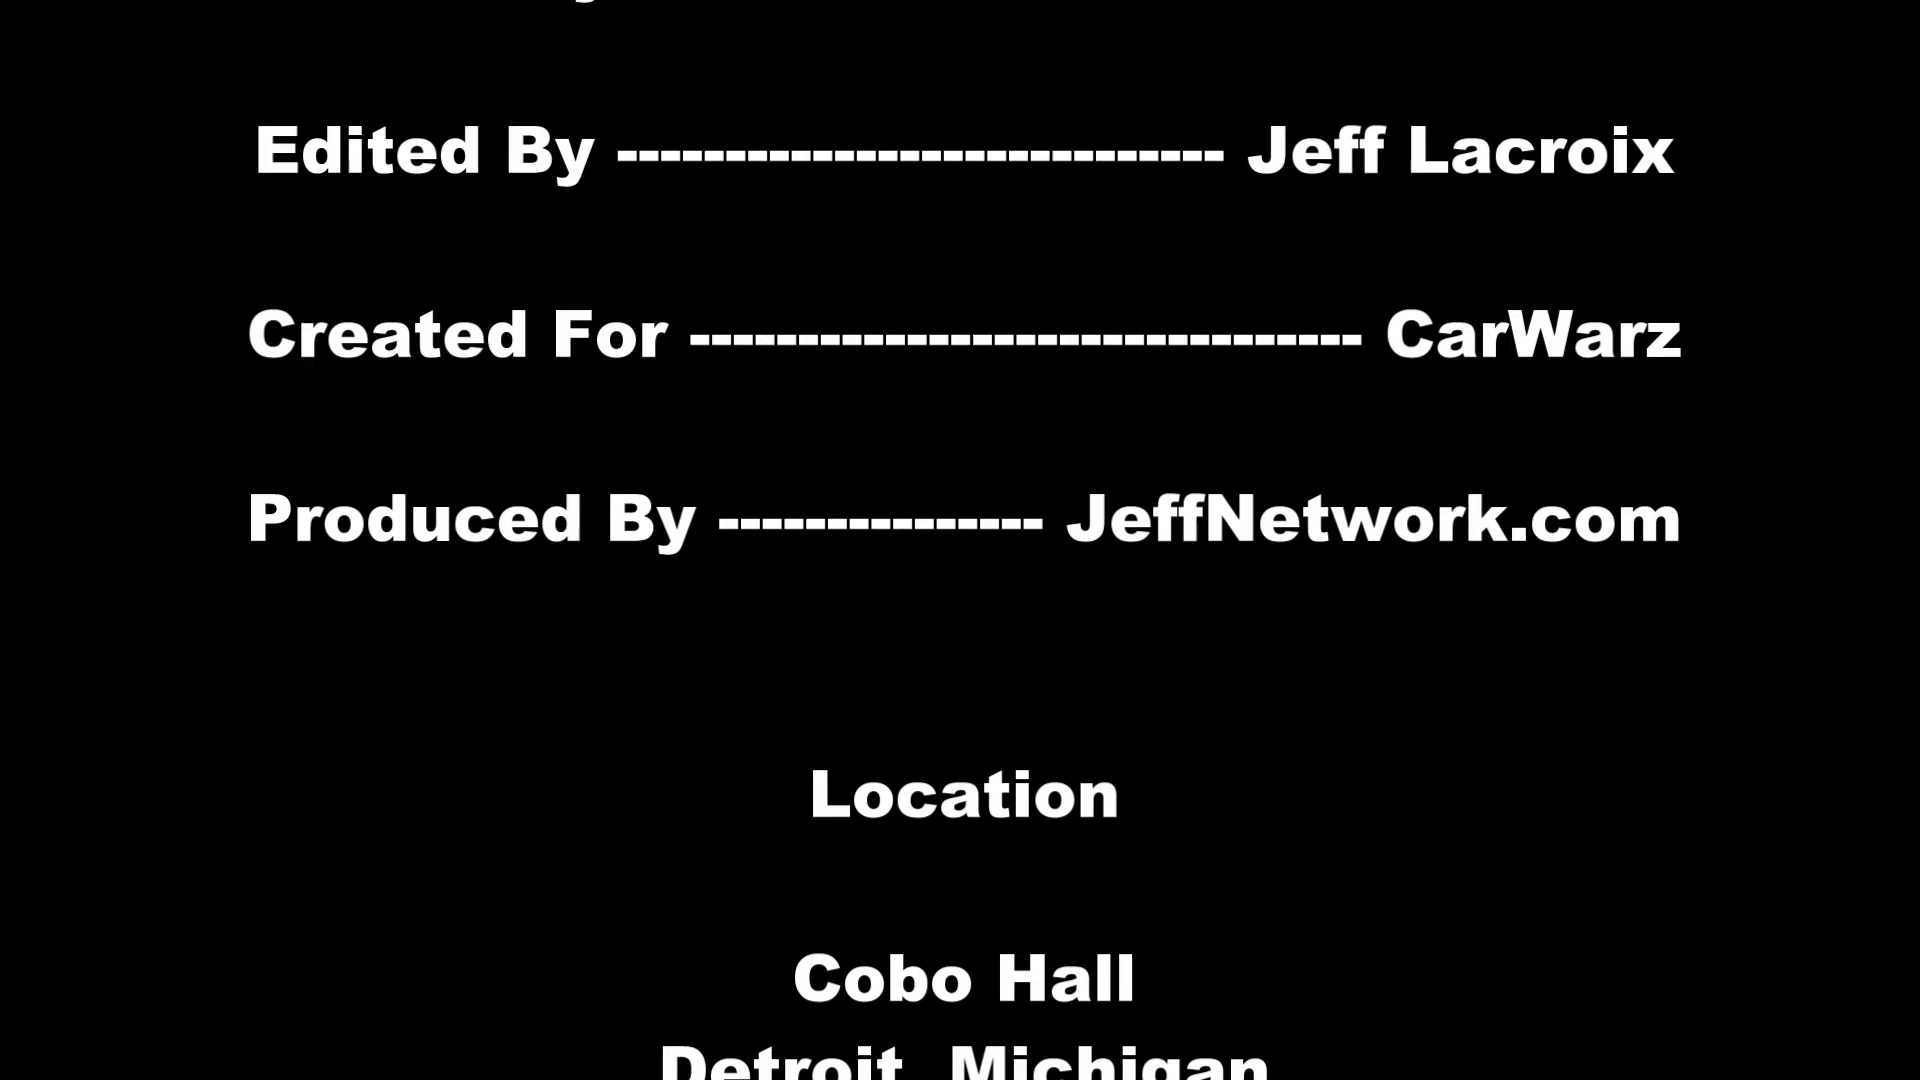 Edited By ---------------------------- Jeff Lacroix
Created For ------------------------------- CarWarz
Produced By --------------- JeffNetwork.com
Location
Cobo Hall
Detroit, Michigan